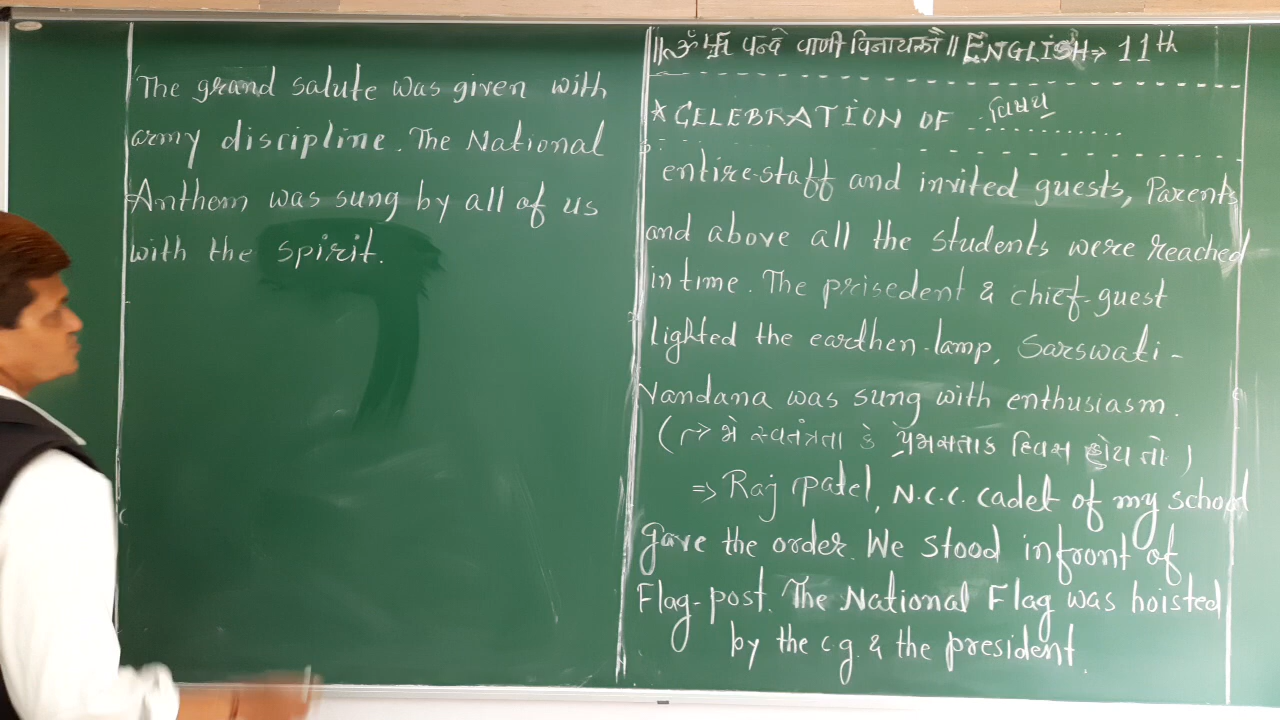 ॥ ॐ 卐 वन्दे वाणी विनायकौ ॥ ENGLISH → 11th
* CELEBRATION OF ..વિષય..........
entire-staff and invited guests, Parents
and above all the students were reached
in time. The prisedent & chief-guest
lighted the earthen-lamp, Sarswati-
Vandana was sung with enthusiasm.
(→ જો સ્વતંત્રતા કે પ્રજાસત્તાક દિવસ હોય તો)
⇒ Raj Patel, N.C.C. cadet of my school
gave the order. We stood infront of
Flag-post. The National Flag was hoisted
by the c.g. & the president.
The grand salute was given with
army discipline. The National
Anthem was sung by all of us
with the spirit.